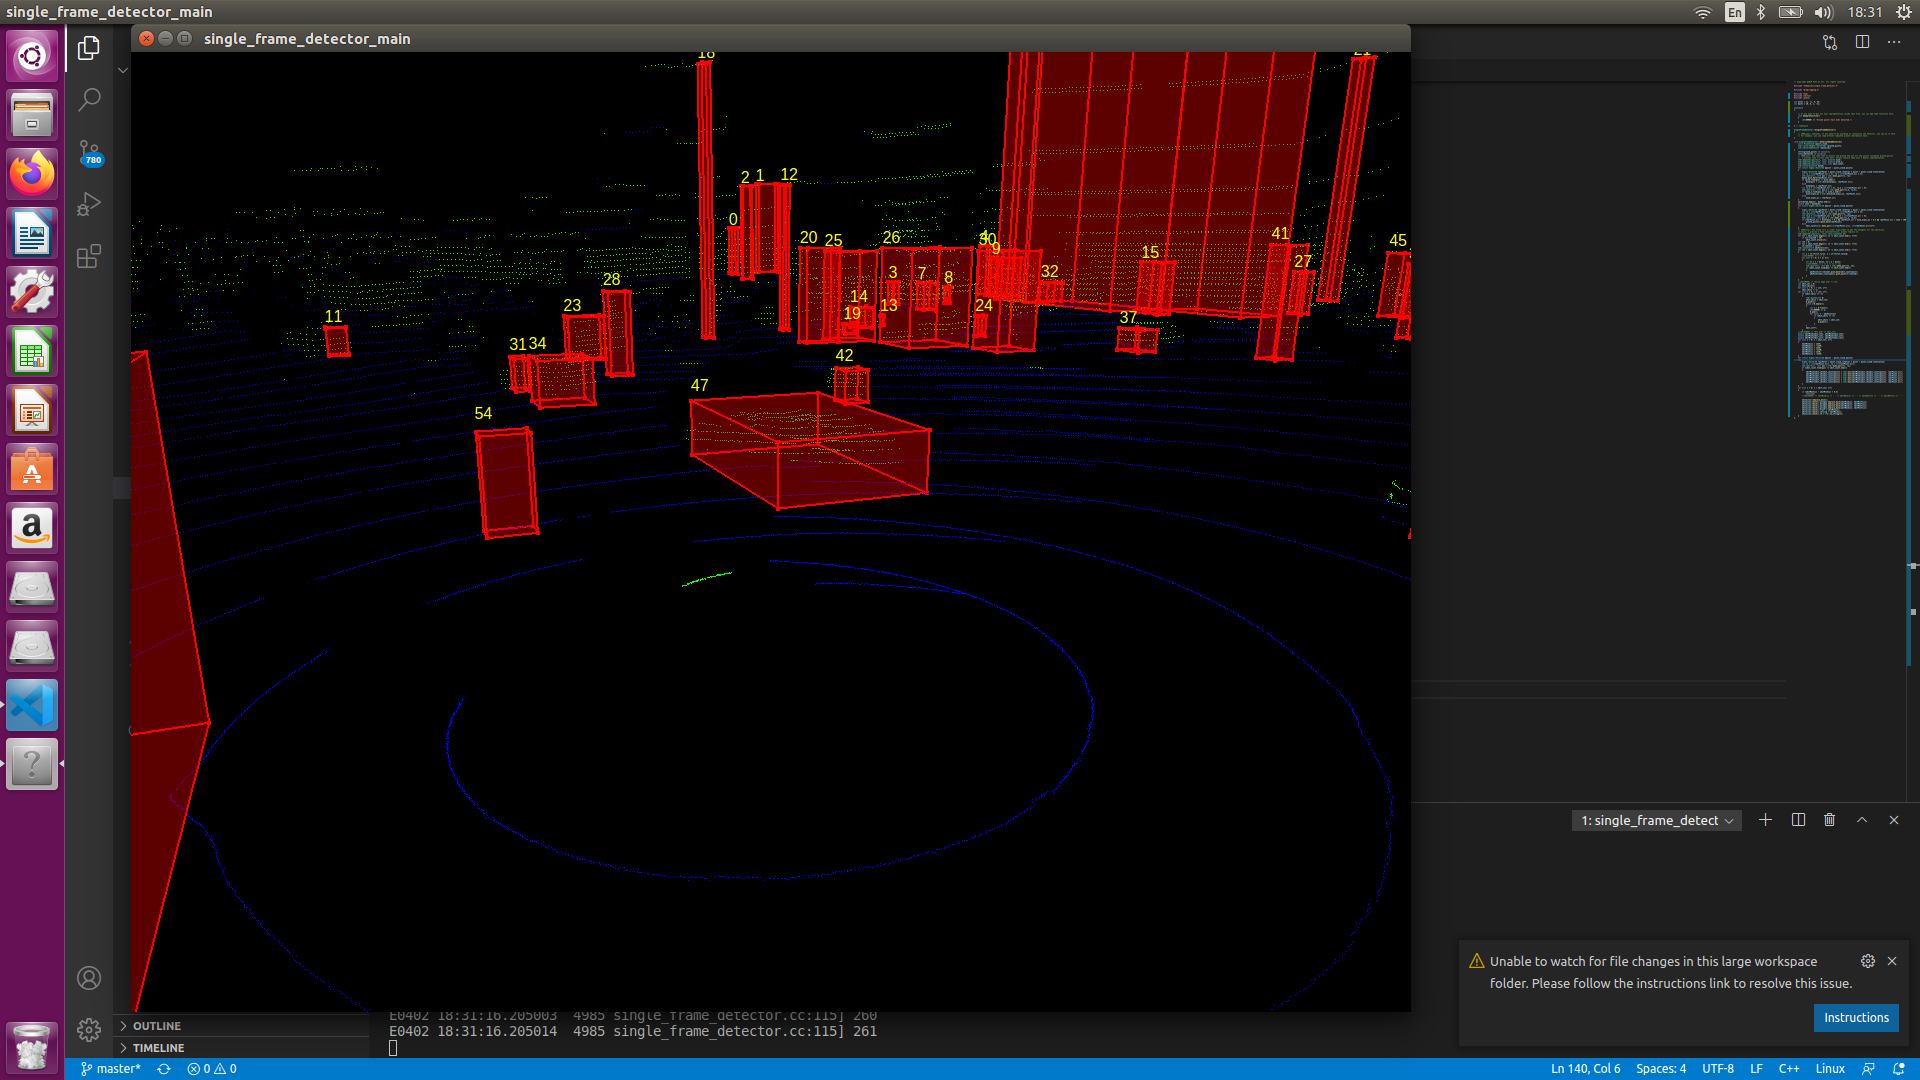 single_frame_detector_main
En
18:31
single_frame_detector_main
780
18
21
2 1 12
0
20 25 26
41 45
15
27
32
9
3 7 8
28
14
13
24
23
19
11
37
31 34
42
47
54
1: single_frame_detect
Unable to watch for file changes in this large workspace
folder. Please follow the instructions link to resolve this issue.
Instructions
E0402 18:31:16.205003 4985 single_frame_detector.cc:115] 260
E0402 18:31:16.205014 4985 single_frame_detector.cc:115] 261
OUTLINE
TIMELINE
master* 0 0
Ln 140, Col 6 Spaces: 4 UTF-8 LF C++ Linux